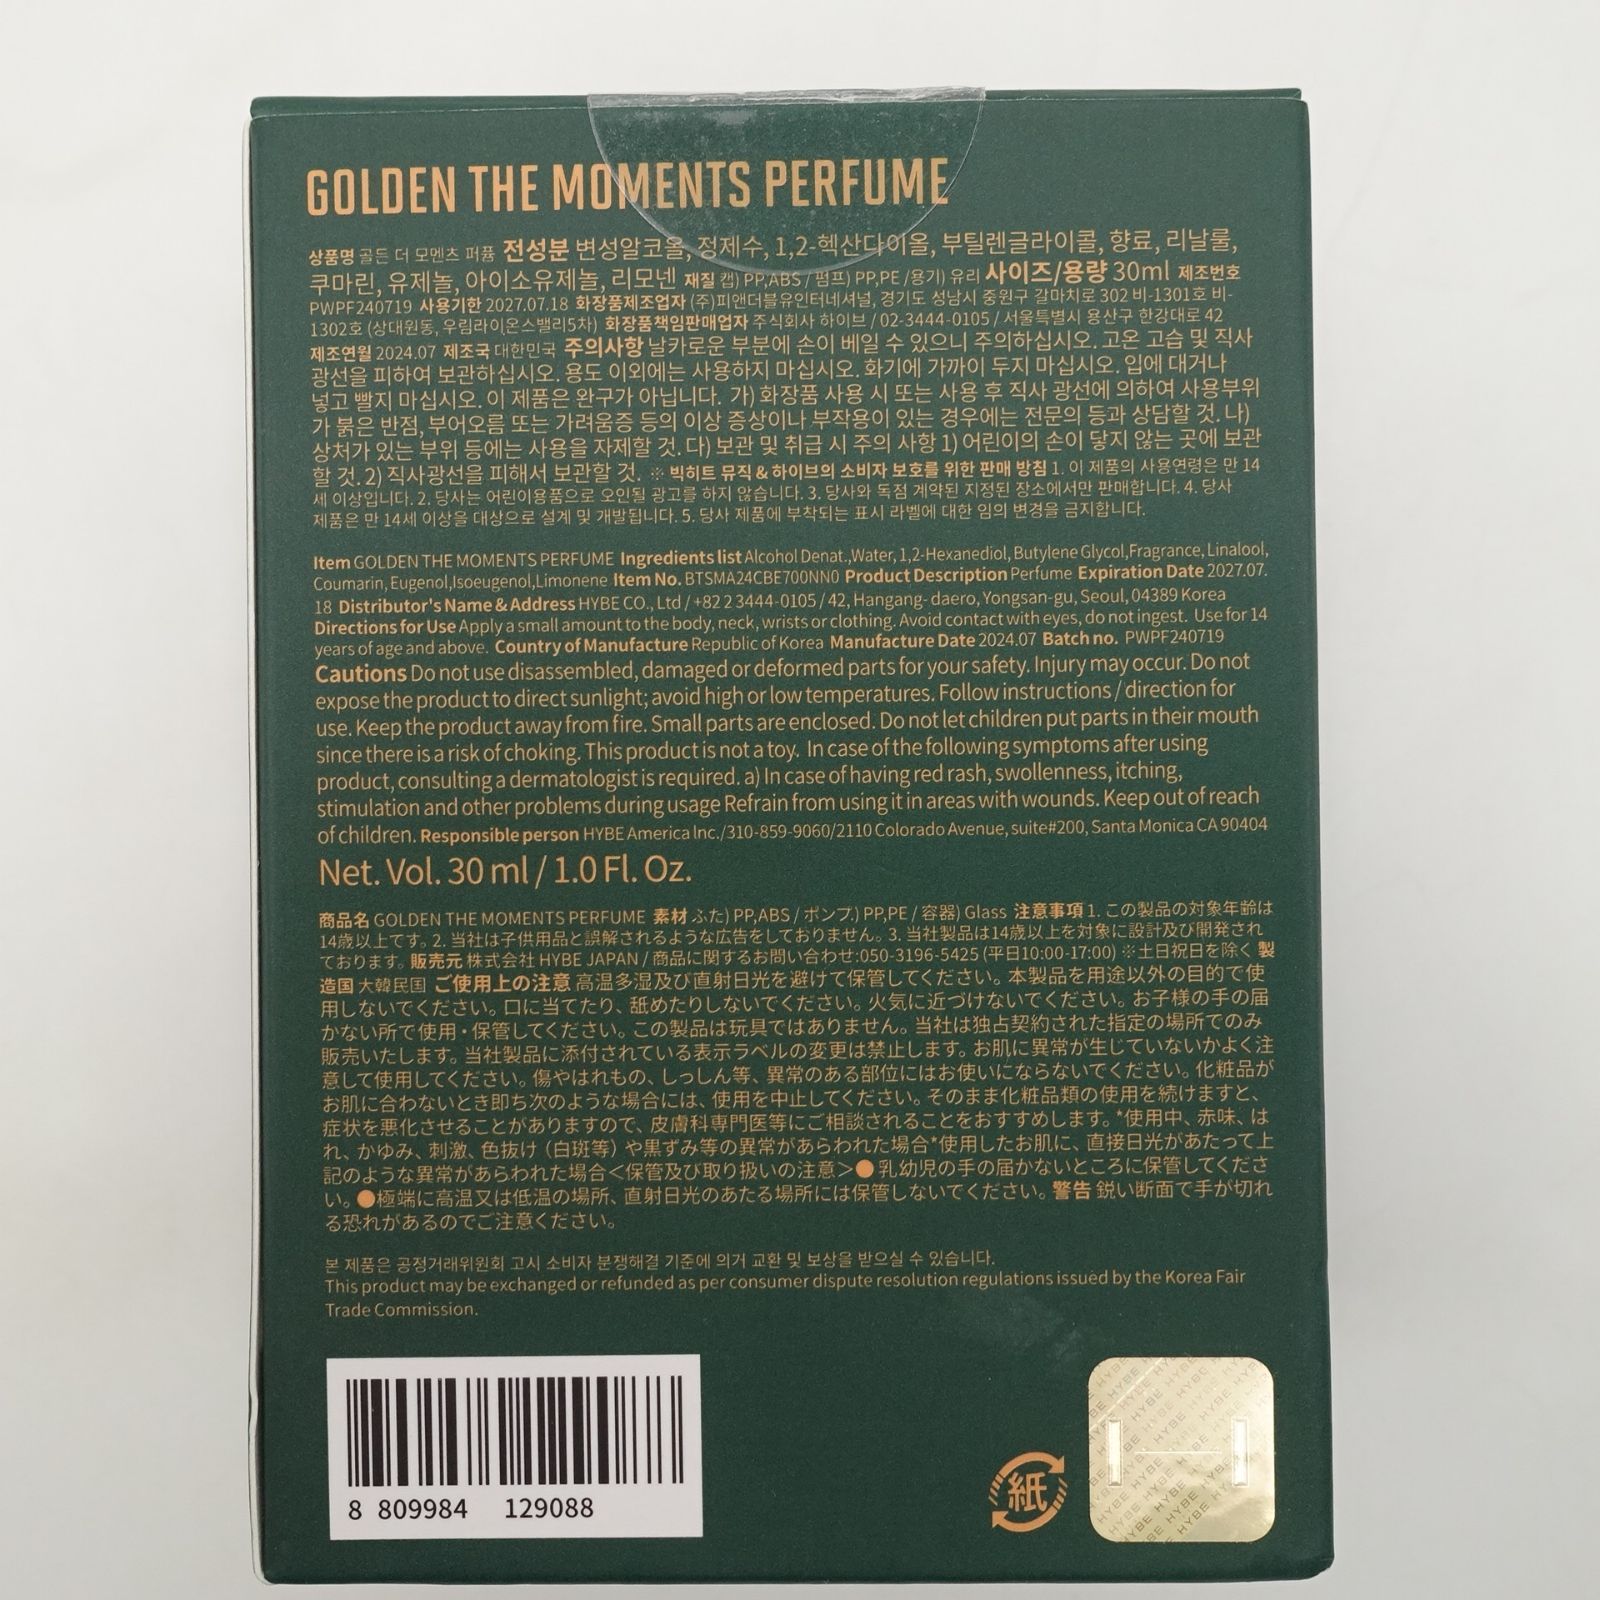 GOLDEN THE MOMENTS PERFUME
상품명 골든 더 모멘츠 퍼퓸 전성분 변성알코올, 정제수, 1,2-헥산다이올, 부틸렌글라이콜, 향료, 리날룰,
쿠마린, 유제놀, 아이소유제놀, 리모넨 재질 캡) PP,ABS / 펌프) PP,PE /용기) 유리 사이즈/용량 30ml 제조번호
PWPF240719 사용기한 2027.07.18 화장품제조업자 (주)피앤더블유인터네셔널, 경기도 성남시 중원구 갈마치로 302 비-1301호 비-
1302호 (상대원동, 우림라이온스밸리5차) 화장품책임판매업자 주식회사 하이브 / 02-3444-0105 / 서울특별시 용산구 한강대로 42
제조연월 2024.07 제조국 대한민국 주의사항 날카로운 부분에 손이 베일 수 있으니 주의하십시오. 고온 고습 및 직사
광선을 피하여 보관하십시오. 용도 이외에는 사용하지 마십시오. 화기에 가까이 두지 마십시오. 입에 대거나
넣고 빨지 마십시오. 이 제품은 완구가 아닙니다. 가) 화장품 사용 시 또는 사용 후 직사 광선에 의하여 사용부위
가 붉은 반점, 부어오름 또는 가려움증 등의 이상 증상이나 부작용이 있는 경우에는 전문의 등과 상담할 것. 나)
상처가 있는 부위 등에는 사용을 자제할 것. 다) 보관 및 취급 시 주의 사항 1) 어린이의 손이 닿지 않는 곳에 보관
할 것. 2) 직사광선을 피해서 보관할 것. ※ 빅히트 뮤직 & 하이브의 소비자 보호를 위한 판매 방침 1. 이 제품의 사용연령은 만 14
세 이상입니다. 2. 당사는 어린이용품으로 오인될 광고를 하지 않습니다. 3. 당사와 독점 계약된 지정된 장소에서만 판매합니다. 4. 당사
제품은 만 14세 이상을 대상으로 설계 및 개발됩니다. 5. 당사 제품에 부착되는 표시 라벨에 대한 임의 변경을 금지합니다.
Item GOLDEN THE MOMENTS PERFUME Ingredients list Alcohol Denat.,Water, 1,2-Hexanediol, Butylene Glycol,Fragrance, Linalool,
Coumarin, Eugenol,Isoeugenol,Limonene Item No. BTSMA24CBE700NN0 Product Description Perfume Expiration Date 2027.07.
18 Distributor's Name & Address HYBE CO., Ltd / +82 2 3444-0105 / 42, Hangang- daero, Yongsan-gu, Seoul, 04389 Korea
Directions for Use Apply a small amount to the body, neck, wrists or clothing. Avoid contact with eyes, do not ingest. Use for 14
years of age and above. Country of Manufacture Republic of Korea Manufacture Date 2024.07 Batch no. PWPF240719
Cautions Do not use disassembled, damaged or deformed parts for your safety. Injury may occur. Do not
expose the product to direct sunlight; avoid high or low temperatures. Follow instructions / direction for
use. Keep the product away from fire. Small parts are enclosed. Do not let children put parts in their mouth
since there is a risk of choking. This product is not a toy. In case of the following symptoms after using
product, consulting a dermatologist is required. a) In case of having red rash, swollenness, itching,
stimulation and other problems during usage Refrain from using it in areas with wounds. Keep out of reach
of children. Responsible person HYBE America Inc./310-859-9060/2110 Colorado Avenue, suite#200, Santa Monica CA 90404
Net. Vol. 30 ml / 1.0 Fl. Oz.
商品名 GOLDEN THE MOMENTS PERFUME 素材 ふた) PP,ABS / ポンプ) PP,PE / 容器) Glass 注意事項 1. この製品の対象年齢は
14歳以上てす。2. 当社は子供用品と誤解されるような広告をしておりません。3. 当社製品は14歳以上を対象に設計及び開発され
ております。販売元 株式会社 HYBE JAPAN / 商品に関するお問い合わせ:050-3196-5425 (平日10:00-17:00) ※土日祝日を除く 製
造国 大韓民国 ご使用上の注意 高温多湿及び直射日光を避けて保管してください。本製品を用途以外の目的で使
用しないでください。口に当てたり、舐めたりしないでください。火気に近づけないでください。お子様の手の届
かない所で使用・保管してください。この製品は玩具ではありません。当社は独占契約された指定の場所でのみ
販売いたします。当社製品に添付されている表示ラベルの変更は禁止します。お肌に異常が生じていないかよく注
意して使用してください。傷やはれもの、しっしん等、異常のある部位にはお使いにならないでください。化粧品が
お肌に合わないとき即ち次のような場合には、使用を中止してください。そのまま化粧品類の使用を続けますと、
症状を悪化させることがありますので、皮膚科専門医等にご相談されることをおすすめします。*使用中、赤味、は
れ、かゆみ、刺激、色抜け（白斑等）や黒ずみ等の異常があらわれた場合*使用したお肌に、直接日光があたって上
記のような異常があらわれた場合＜保管及び取り扱いの注意＞●乳幼児の手の届かないところに保管してくださ
い。●極端に高温又は低温の場所、直射日光のあたる場所には保管しないでください。警告 鋭い断面で手が切れ
る恐れがあるのでご注意ください。
본 제품은 공정거래위원회 고시 소비자 분쟁해결 기준에 의거 교환 및 보상을 받으실 수 있습니다.
This product may be exchanged or refunded as per consumer dispute resolution regulations issued by the Korea Fair
Trade Commission.
8 809984 129088
紙
HYBE